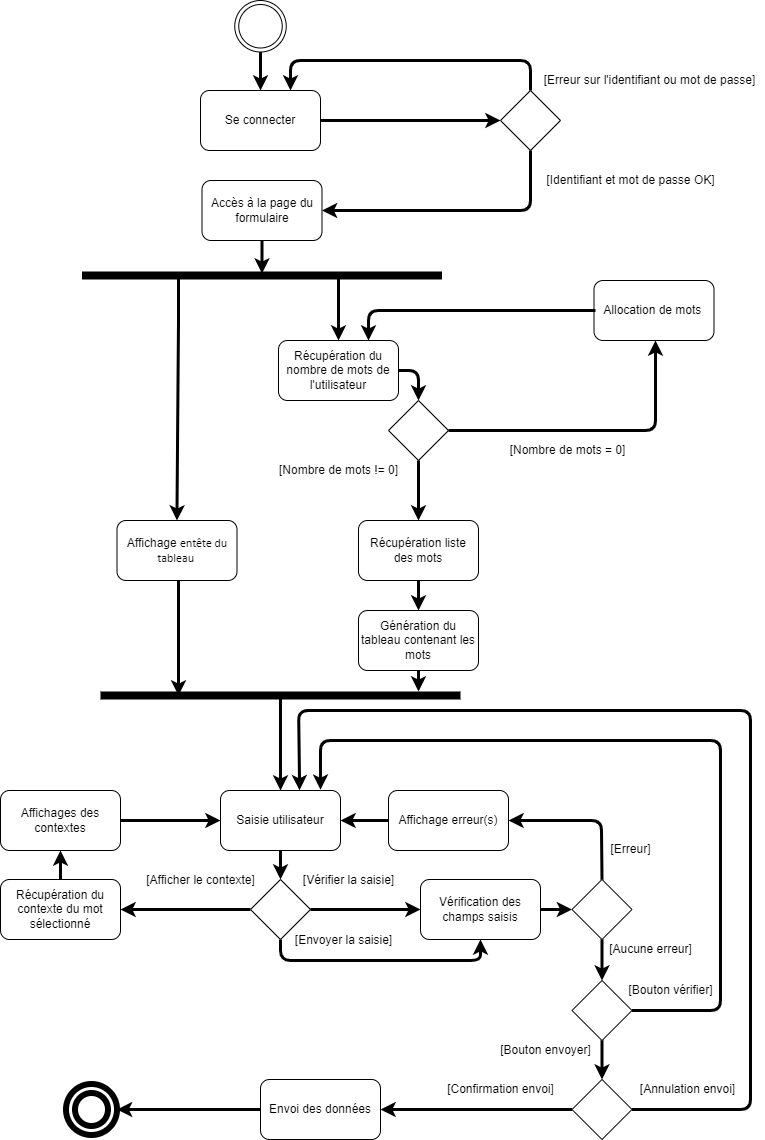 [Erreur sur l'identifiant ou mot de passe]
Se connecter
[Identifiant et mot de passe OK]
Accès à la page du
formulaire
Allocation de mots
Récupération du
nombre de mots de
l'utilisateur
[Nombre de mots = 0]
[Nombre de mots != 0]
Affichage entête du
tableau
Récupération liste
des mots
Génération du
tableau contenant les
mots
Affichages des
contextes
Saisie utilisateur
Affichage erreur(s)
[Erreur]
[Afficher le contexte]
[Vérifier la saisie]
Récupération du
contexte du mot
sélectionné
Vérification des
champs saisis
[Envoyer la saisie]
[Aucune erreur]
[Bouton vérifier]
[Bouton envoyer]
[Confirmation envoi]
[Annulation envoi]
Envoi des données